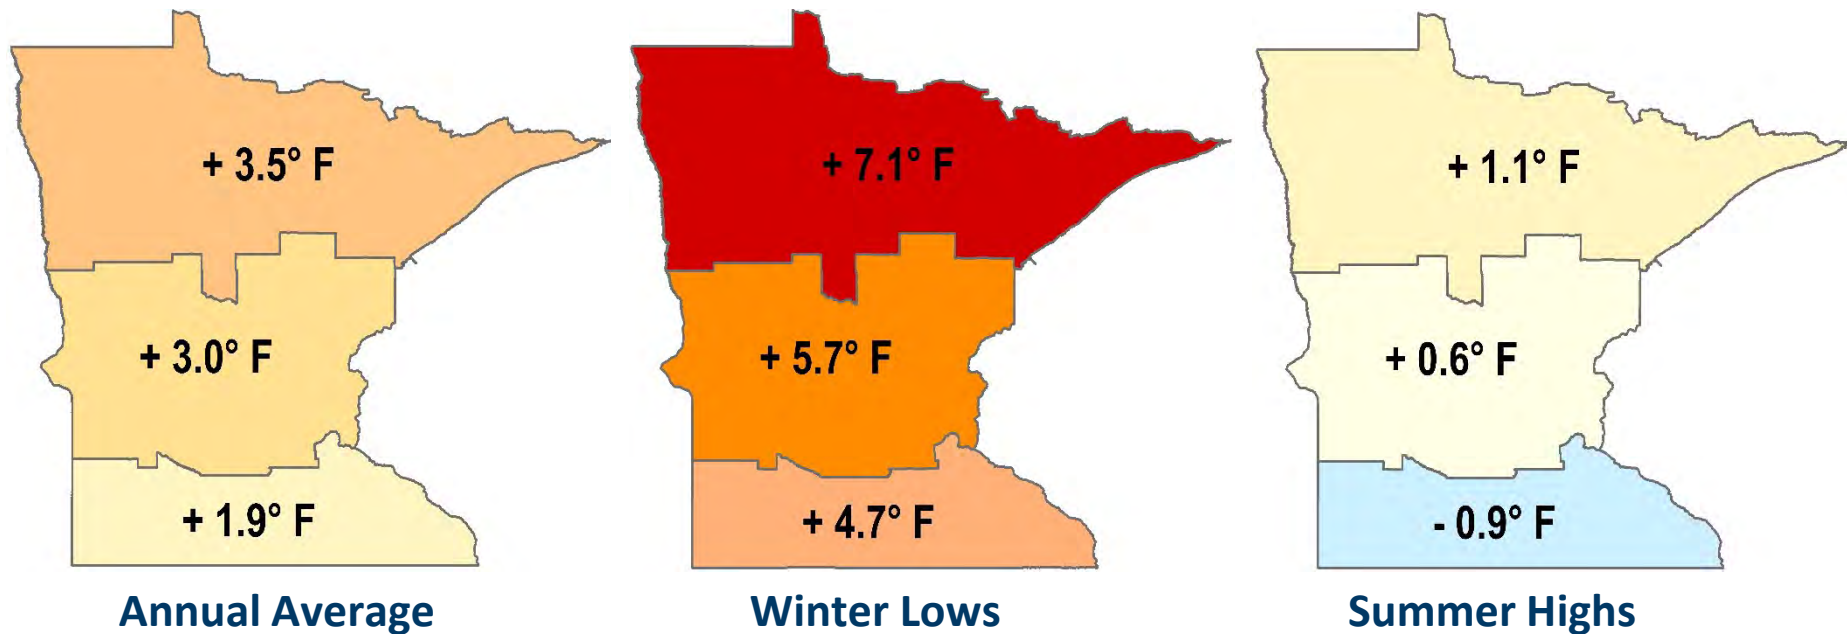 + 3.5° F
+ 3.0° F
+ 1.9° F
Annual Average
+ 7.1° F
+ 5.7° F
+ 4.7° F
Winter Lows
+ 1.1° F
+ 0.6° F
- 0.9° F
Summer Highs